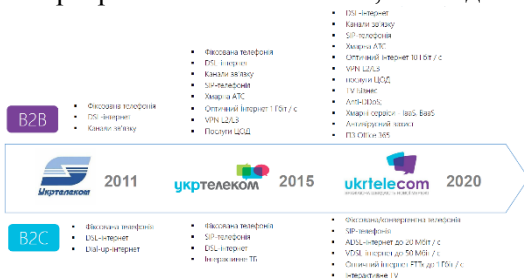 DSL-інтернет
Канали зв'язку
SIP-телефонія
Хмарна АТС
Оптичний інтернет 10 Гбіт / с
VPN L2/L3
послуги ЦОД
TV Бізнес
Anti-DDoS;
Хмарні сервіси - IaaS, BaaS
Антивірусний захист
ПЗ Office 365
Фіксована телефонія
DSL-інтернет
Канали зв'язку
SIP-телефонія
Хмарна АТС
Оптичний інтернет 1 Гбіт / с
VPN L2/L3
Послуги ЦОД
B2B
Фіксована телефонія
DSL-інтернет
Канали зв'язку
Укртелеком
2011
укртелеком
2015
ukrtelecom
2020
B2C
Фіксована телефонія
DSL-інтернет
Dial-up-інтернет
Фіксована телефонія
SIP-телефонія
DSL-інтернет
Інтерактивне ТБ
Фіксована/конвергентна телефонія
SIP-телефонія
ADSL-інтернет до 20 Мбіт / с
VDSL-інтернет до 50 Мбіт / с
Оптичний інтернет FTTx до 1 Гбіт / с
Інтерактивне TV